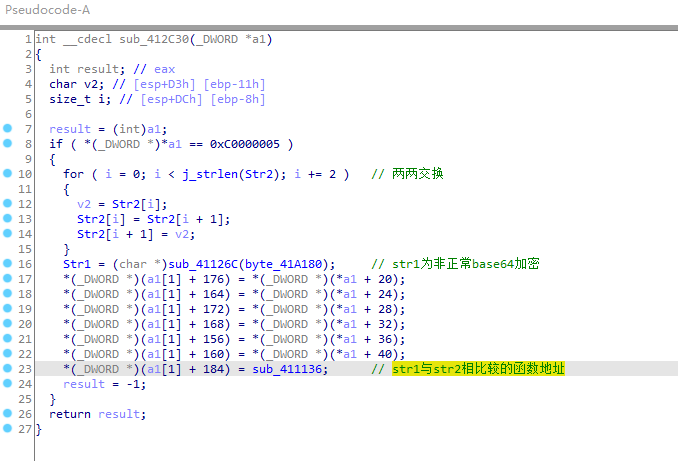 Pseudocode-A
1 int __cdecl sub_412C30(_DWORD *a1)
2 {
3 int result; // eax
4 char v2; // [esp+D3h] [ebp-11h]
5 size_t i; // [esp+DCh] [ebp-8h]
6
7 result = (int)a1;
8 if ( *(_DWORD *)*a1 == 0xC0000005 )
9 {
10 for ( i = 0; i < j_strlen(Str2); i += 2 ) // 两两交换
11 {
12 v2 = Str2[i];
13 Str2[i] = Str2[i + 1];
14 Str2[i + 1] = v2;
15 }
16 Str1 = (char *)sub_41126C(byte_41A180); // str1为非正常base64加密
17 *(_DWORD *)(a1[1] + 176) = *(_DWORD *)(*a1 + 20);
18 *(_DWORD *)(a1[1] + 164) = *(_DWORD *)(*a1 + 24);
19 *(_DWORD *)(a1[1] + 172) = *(_DWORD *)(*a1 + 28);
20 *(_DWORD *)(a1[1] + 168) = *(_DWORD *)(*a1 + 32);
21 *(_DWORD *)(a1[1] + 156) = *(_DWORD *)(*a1 + 36);
22 *(_DWORD *)(a1[1] + 160) = *(_DWORD *)(*a1 + 40);
23 *(_DWORD *)(a1[1] + 184) = sub_411136; // str1与str2相比较的函数地址
24 result = -1;
25 }
26 return result;
27 }